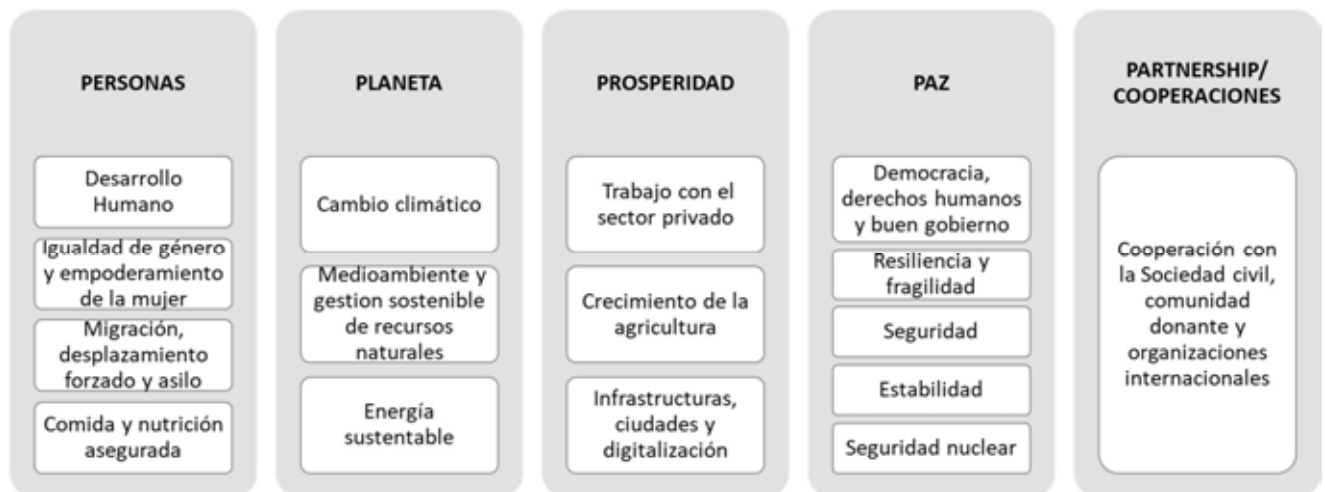 PERSONAS
Desarrollo
Humano
Igualdad de género
y empoderamiento
de la mujer
Migración,
desplazamiento
forzado y asilo
Comida y nutrición
asegurada
PLANETA
Cambio climático
Medioambiente y
gestion sostenible
de recursos
naturales
Energía
sustentable
PROSPERIDAD
Trabajo con el
sector privado
Crecimiento de la
agricultura
Infrastructuras,
ciudades y
digitalización
PAZ
Democracia,
derechos humanos
y buen gobierno
Resiliencia y
fragilidad
Seguridad
Estabilidad
Seguridad nuclear
PARTNERSHIP/
COOPERACIONES
Cooperación con
la Sociedad civil,
comunidad
donante y
organizaciones
internacionales